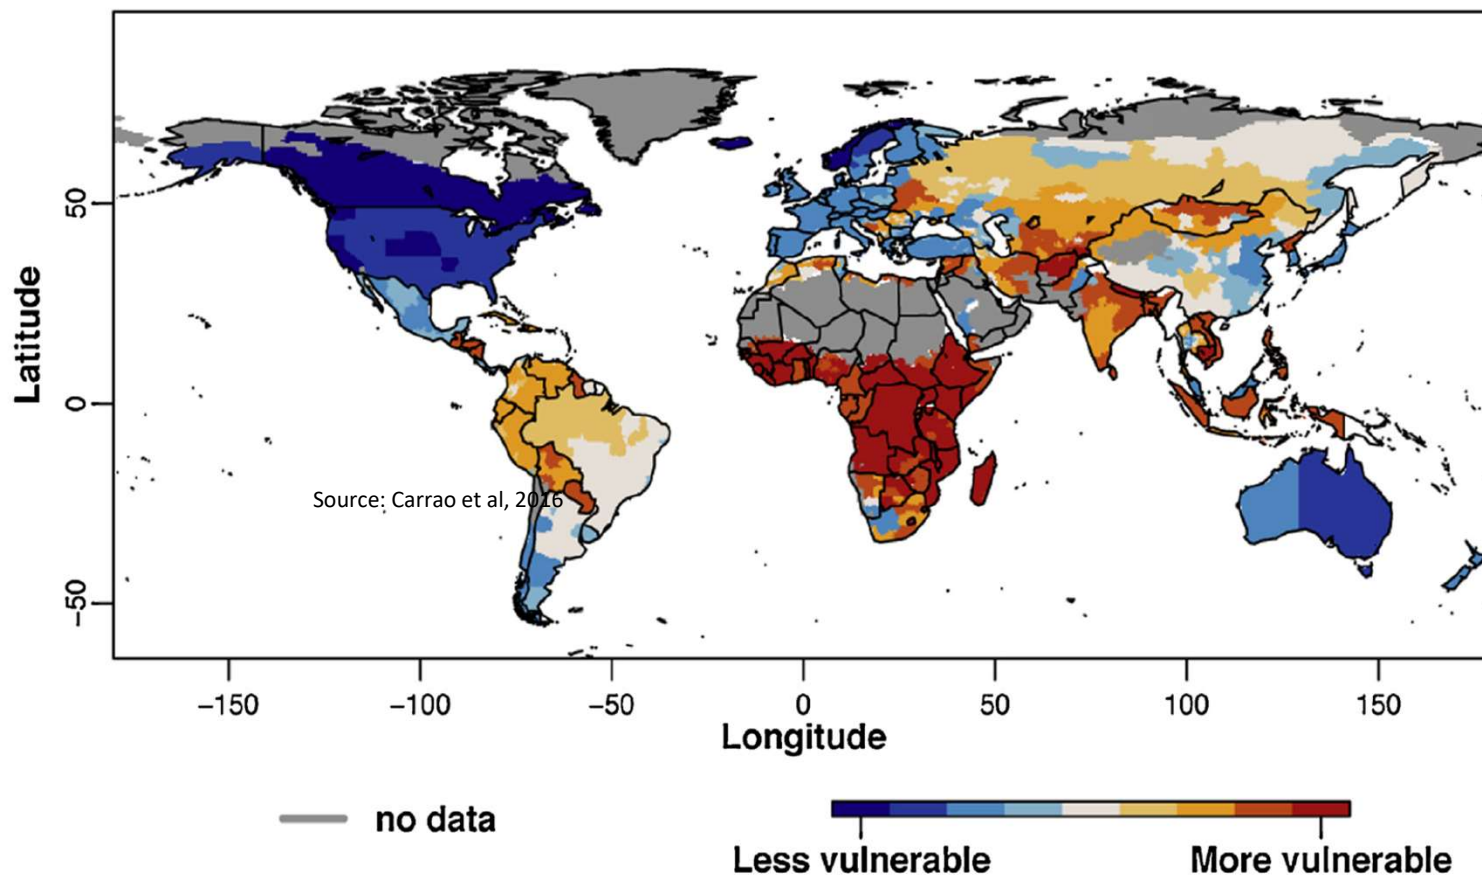 50
0
−50
Latitude
Source: Carrao et al, 2016
−150 −100 −50 0 50 100 150
Longitude
no data
Less vulnerable More vulnerable